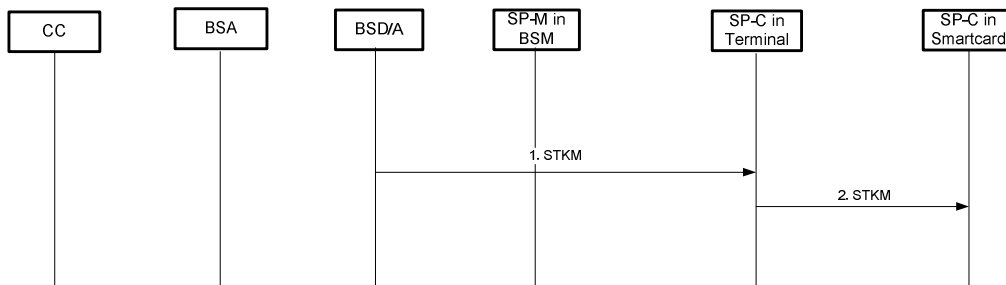 CC
BSA
BSD/A
SP-M in
BSM
SP-C in
Terminal
SP-C in
Smartcard
1. STKM
2. STKM